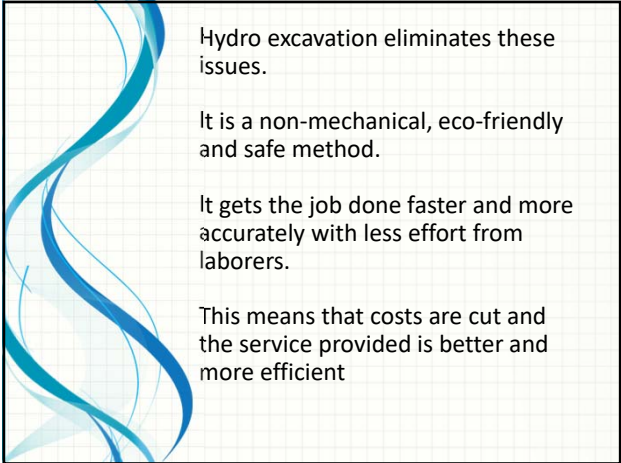 Hydro excavation eliminates these
issues.
It is a non-mechanical, eco-friendly
and safe method.
It gets the job done faster and more
accurately with less effort from
laborers.
This means that costs are cut and
the service provided is better and
more efficient